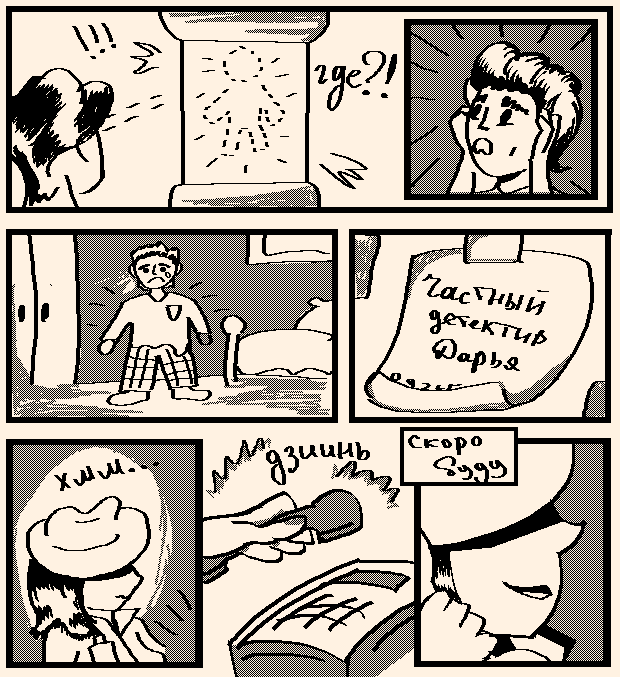 !!!
где?!
Частный
детектив
Дарья
хмм...
дзиинь
скоро
буду